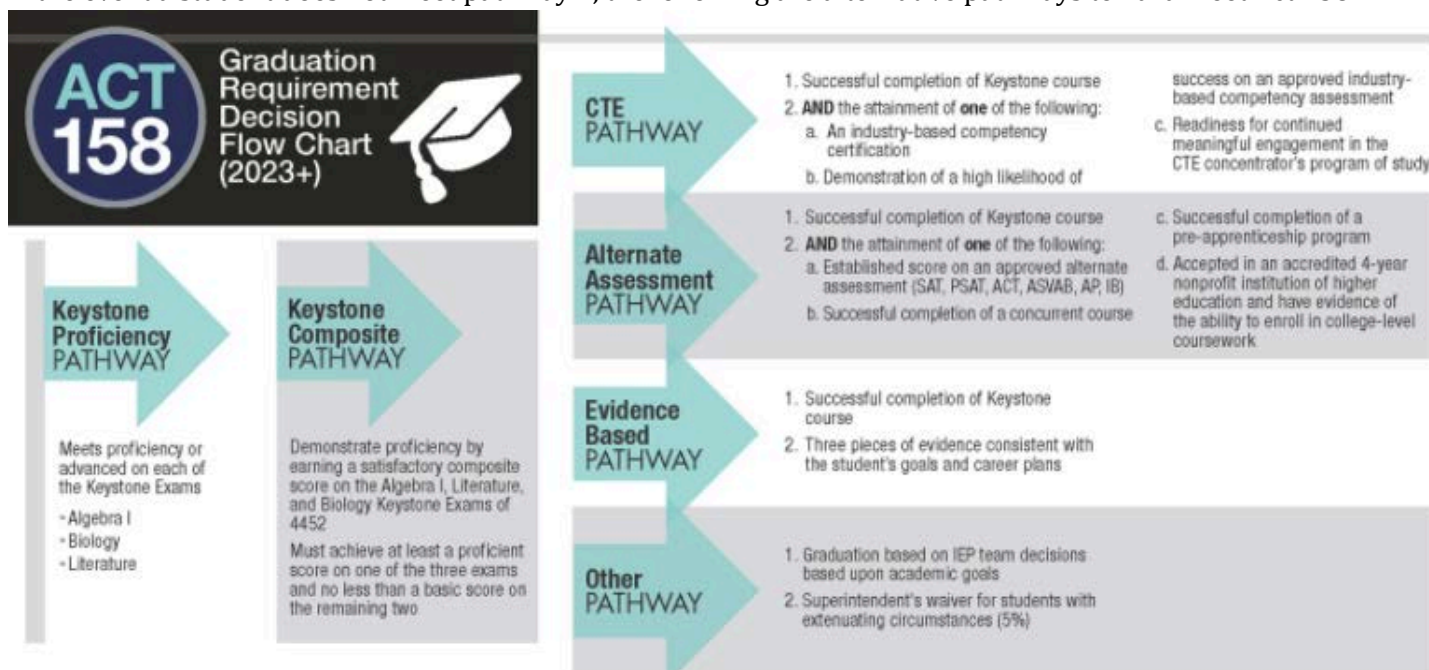 ACT
158
Graduation
Requirement
Decision
Flow Chart
(2023+)
Keystone
Proficiency
PATHWAY
Meets proficiency or
advanced on each of
the Keystone Exams
- Algebra I
- Biology
- Literature
Keystone
Composite
PATHWAY
Demonstrate proficiency by
earning a satisfactory composite
score on the Algebra I, Literature,
and Biology Keystone Exams of
4452
Must achieve at least a proficient
score on one of the three exams
and no less than a basic score on
the remaining two
CTE
PATHWAY
1. Successful completion of Keystone course
2. AND the attainment of one of the following:
a. An industry-based competency
certification
b. Demonstration of a high likelihood of
success on an approved industry-
based competency assessment
c. Readiness for continued
meaningful engagement in the
CTE concentrator's program of study
Alternate
Assessment
PATHWAY
1. Successful completion of Keystone course
2. AND the attainment of one of the following:
a. Established score on an approved alternate
assessment (SAT, PSAT, ACT, ASVAB, AP, IB)
b. Successful completion of a concurrent course
c. Successful completion of a
pre-apprenticeship program
d. Accepted in an accredited 4-year
nonprofit institution of higher
education and have evidence of
the ability to enroll in college-level
coursework
Evidence
Based
PATHWAY
1. Successful completion of Keystone
course
2. Three pieces of evidence consistent with
the student's goals and career plans
Other
PATHWAY
1. Graduation based on IEP team decisions
based upon academic goals
2. Superintendent's waiver for students with
extenuating circumstances (5%)